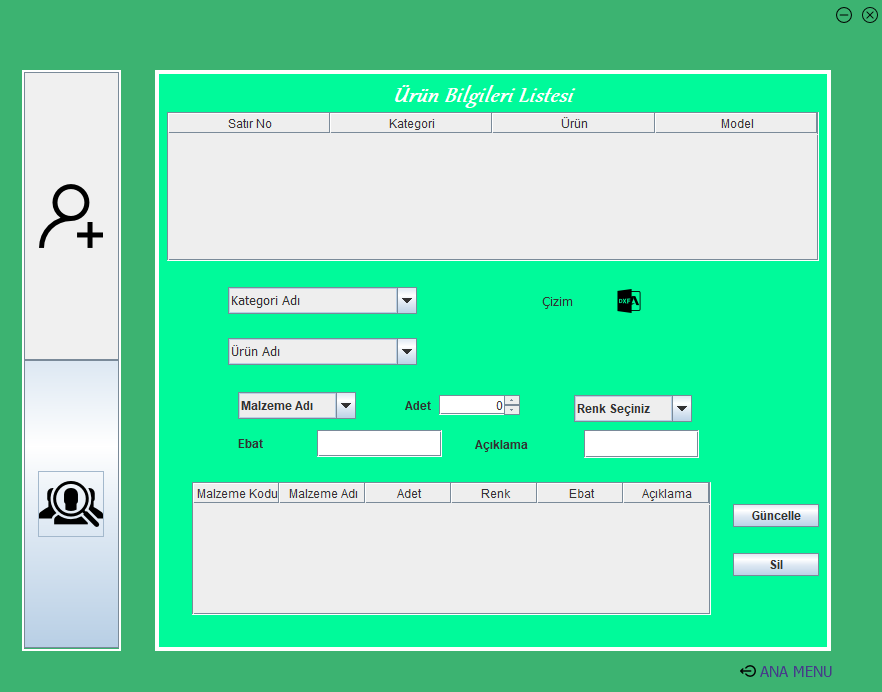 Ürün Bilgileri Listesi
Satır No Kategori Ürün Model
Kategori Adı
Çizim DXF A
Ürün Adı
Malzeme Adı Adet 0 Renk Seçiniz
Ebat Açıklama
Malzeme Kodu Malzeme Adı Adet Renk Ebat Açıklama
Güncelle
Sil
ANA MENU